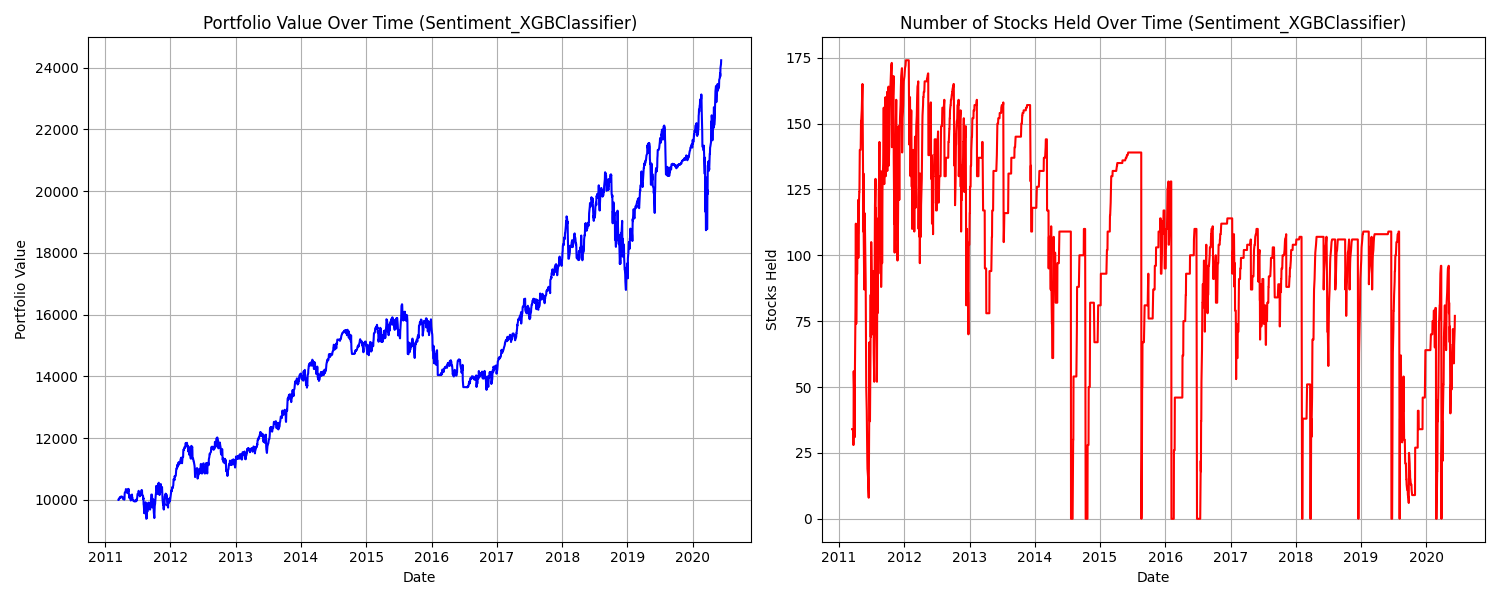 Portfolio Value Over Time (Sentiment_XGBClassifier)
Portfolio Value
24000
22000
20000
18000
16000
14000
12000
10000
2011 2012 2013 2014 2015 2016 2017 2018 2019 2020
Date
Number of Stocks Held Over Time (Sentiment_XGBClassifier)
Stocks Held
175
150
125
100
75
50
25
0
2011 2012 2013 2014 2015 2016 2017 2018 2019 2020
Date